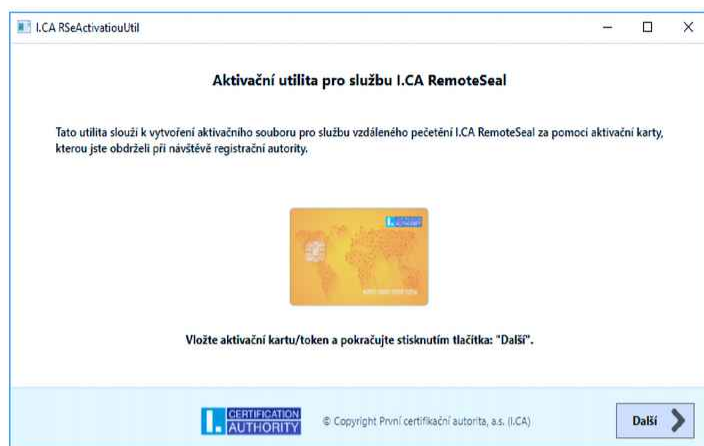 I.CA RSeActivatiouUtil
Aktivační utilita pro službu I.CA RemoteSeal
Tato utilita slouží k vytvoření aktivačního souboru pro službu vzdáleného pečetění I.CA RemoteSeal za pomoci aktivační karty,
kterou jste obdrželi při návštěvě registrační autority.
Vložte aktivační kartu/token a pokračujte stisknutím tlačítka: "Další".
I. CERTIFICATION
AUTHORITY
© Copyright První certifikační autorita, a.s. (I.CA)
Další